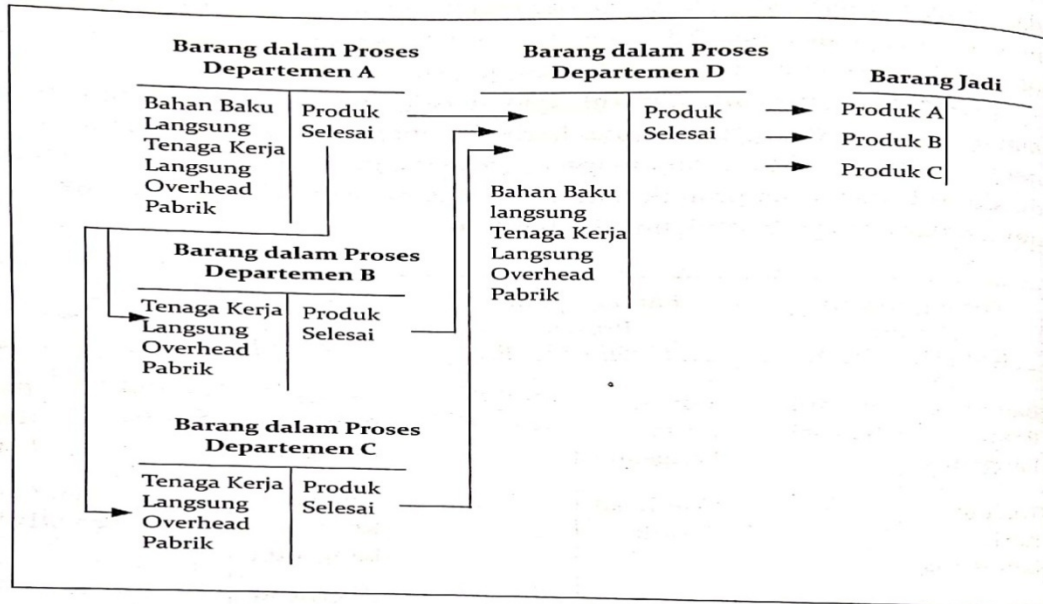 Barang dalam Proses
Departemen A
Bahan Baku
Langsung
Tenaga Kerja
Langsung
Overhead
Pabrik
Produk
Selesai
Barang dalam Proses
Departemen B
Tenaga Kerja
Langsung
Overhead
Pabrik
Produk
Selesai
Barang dalam Proses
Departemen C
Tenaga Kerja
Langsung
Overhead
Pabrik
Produk
Selesai
Barang dalam Proses
Departemen D
Bahan Baku
langsung
Tenaga Kerja
Langsung
Overhead
Pabrik
Produk
Selesai
Barang Jadi
Produk A
Produk B
Produk C